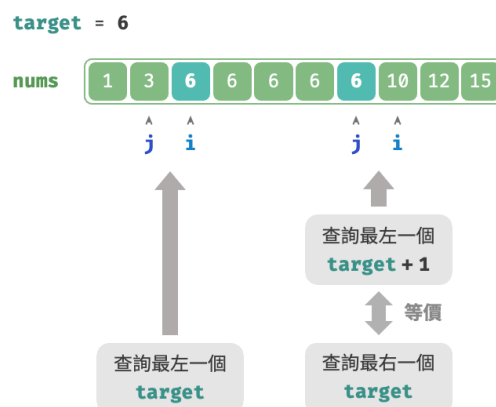 target = 6
nums 1 3 6 6 6 6 6 10 12 15
j i j i
查詢最左一個
target + 1
等價
查詢最左一個
target
查詢最右一個
target